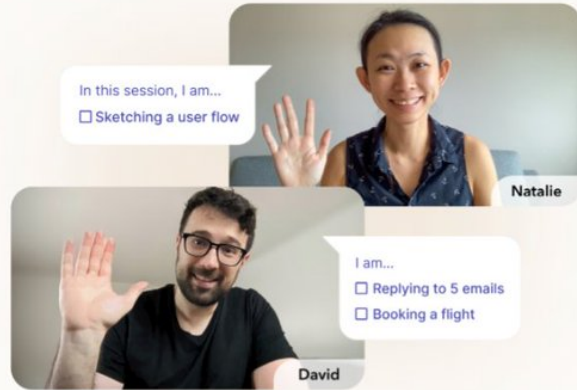 In this session, I am...
Sketching a user flow
Natalie
I am...
Replying to 5 emails
Booking a flight
David